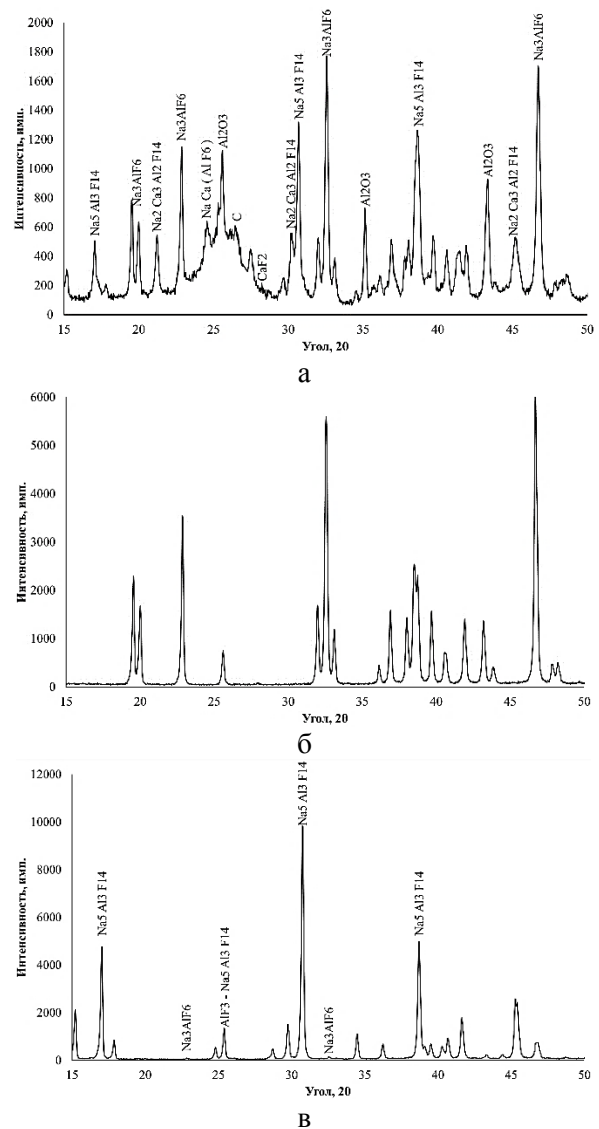 Интенсивность, имп.
2000
1800
1600
1400
1200
1000
800
600
400
200
0
Na5 Al3 F14
Na3AlF6
Na2 Ca3 Al2 F14
Na3AlF6
Na Ca ( Al F6 )
Al2O3
C
CaF2
Na2 Ca3 Al2 F14
Na5 Al3 F14
Na3AlF6
Al2O3
Na5 Al3 F14
Al2O3
Na2 Ca3 Al2 F14
Na3AlF6
15 20 25 30 35 40 45 50
Угол, 20
а
Интенсивность, имп.
6000
5000
4000
3000
2000
1000
0
15 20 25 30 35 40 45 50
Угол, 20
б
Интенсивность, имп.
12000
10000
8000
6000
4000
2000
0
Na5 Al3 F14
Na3AlF6
AlF3 - Na5 Al3 F14
Na5 Al3 F14
Na3AlF6
Na5 Al3 F14
15 20 25 30 35 40 45 50
Угол, 20
в